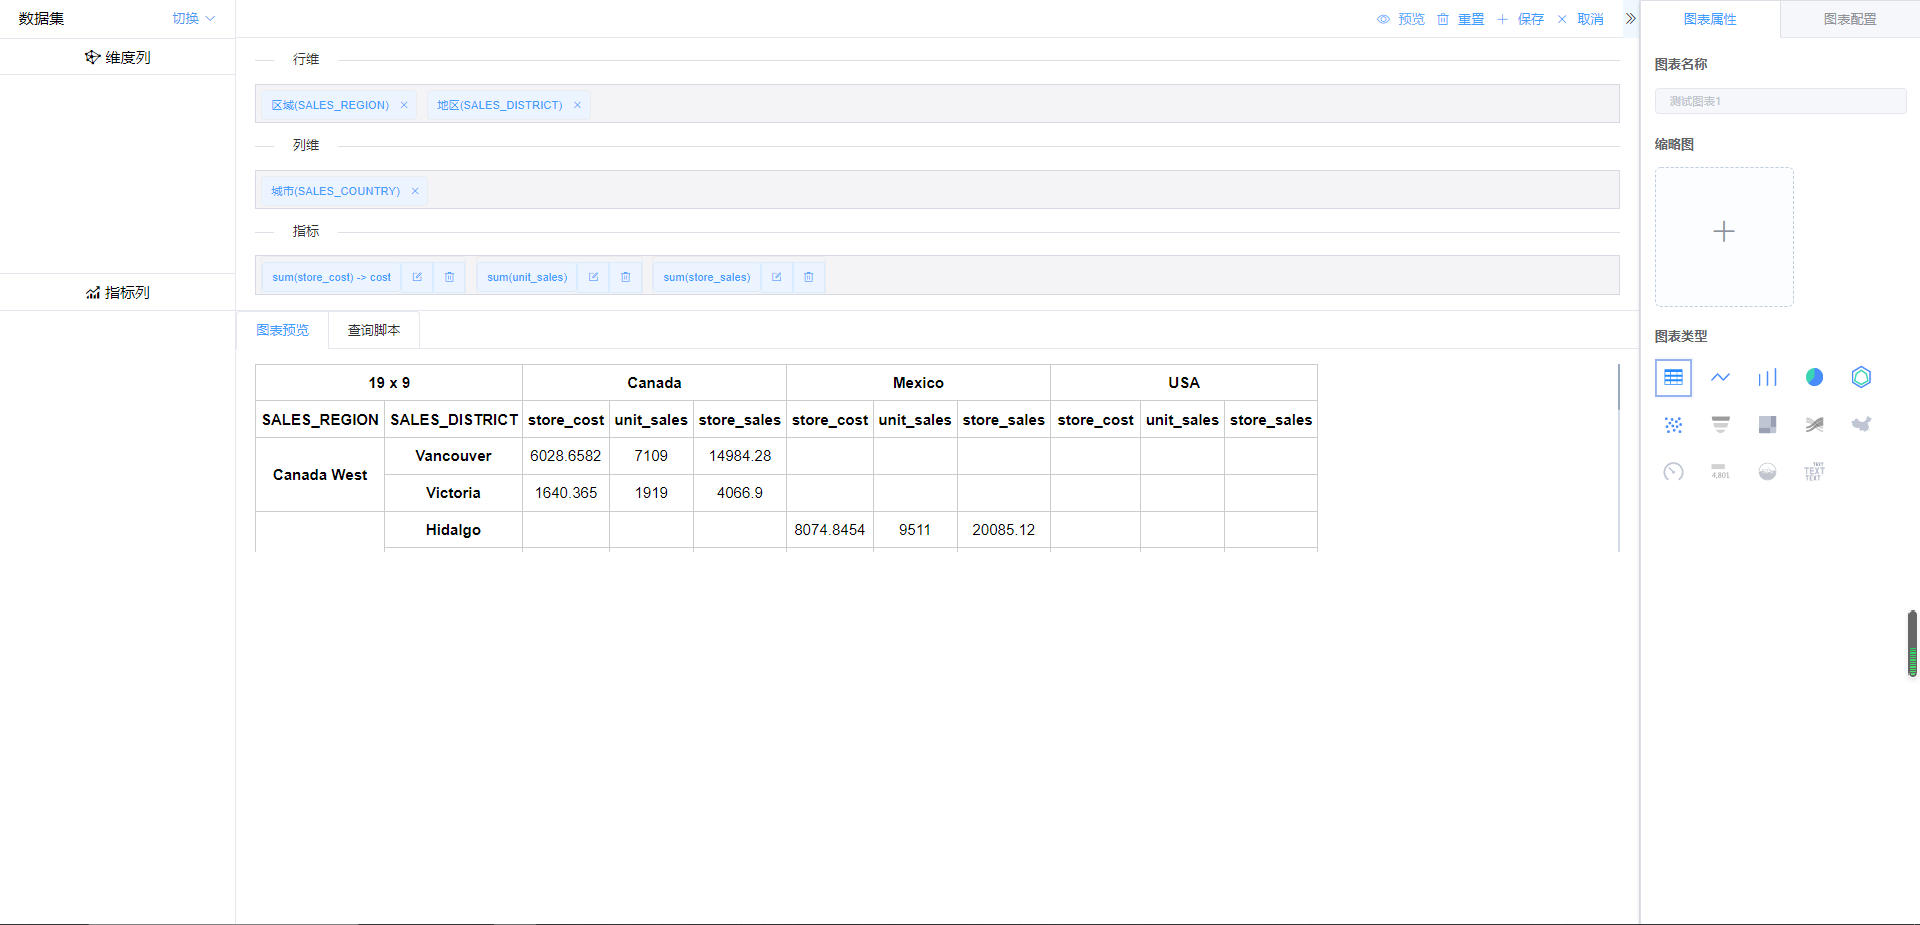 数据集 切换
维度列
指标列
预览 重置 保存 取消
行维
区域(SALES_REGION) 地区(SALES_DISTRICT)
列维
城市(SALES_COUNTRY)
指标
sum(store_cost) -> cost sum(unit_sales) sum(store_sales)
图表预览 查询脚本
19 x 9 Canada Mexico USA
SALES_REGION SALES_DISTRICT store_cost unit_sales store_sales store_cost unit_sales store_sales store_cost unit_sales store_sales
Canada West Vancouver 6028.6582 7109 14984.28
Victoria 1640.365 1919 4066.9
Hidalgo 8074.8454 9511 20085.12
图表属性 图表配置
图表名称
测试图表1
缩略图
图表类型
4,801
TEXT
TEXT
TEXT